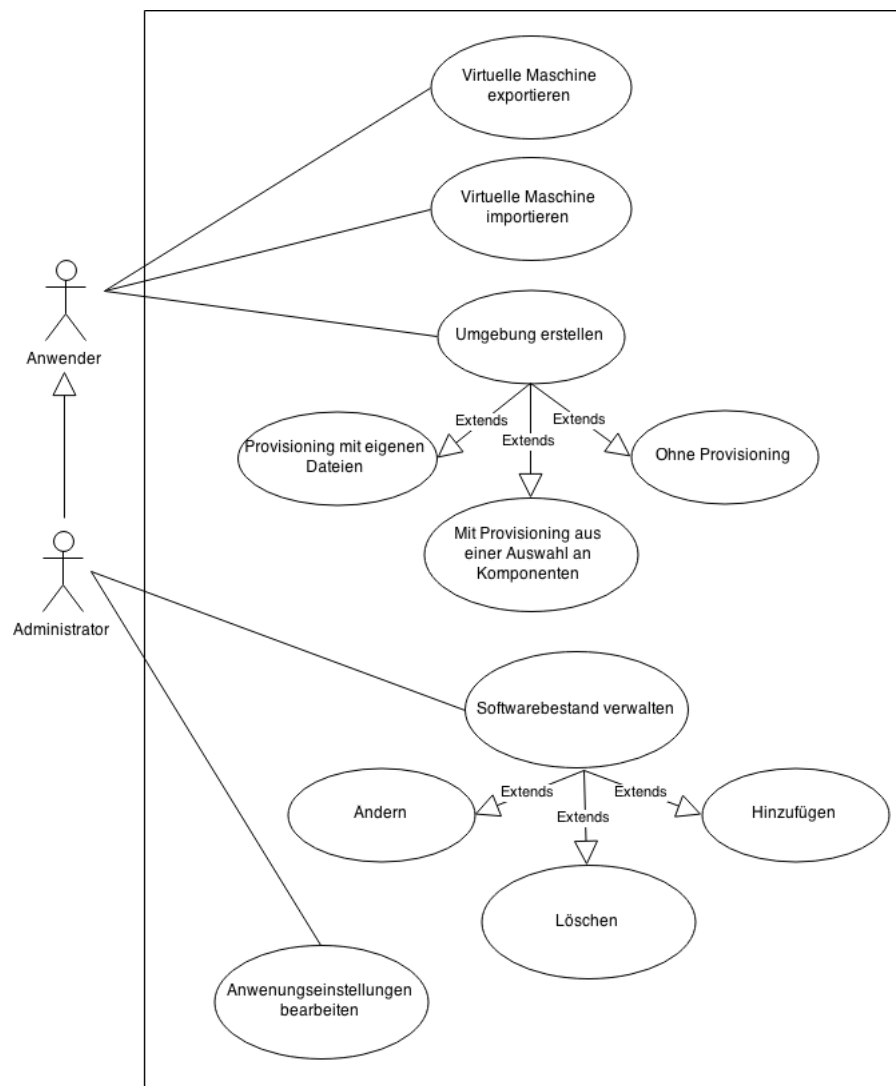 Virtuelle Maschine
exportieren
Virtuelle Maschine
importieren
Anwender
Umgebung erstellen
Extends
Extends
Extends
Provisioning mit eigenen
Dateien
Ohne Provisioning
Mit Provisioning aus
einer Auswahl an
Komponenten
Administrator
Softwarebestand verwalten
Extends
Extends
Extends
Andern
Hinzufügen
Löschen
Anwenungseinstellungen
bearbeiten